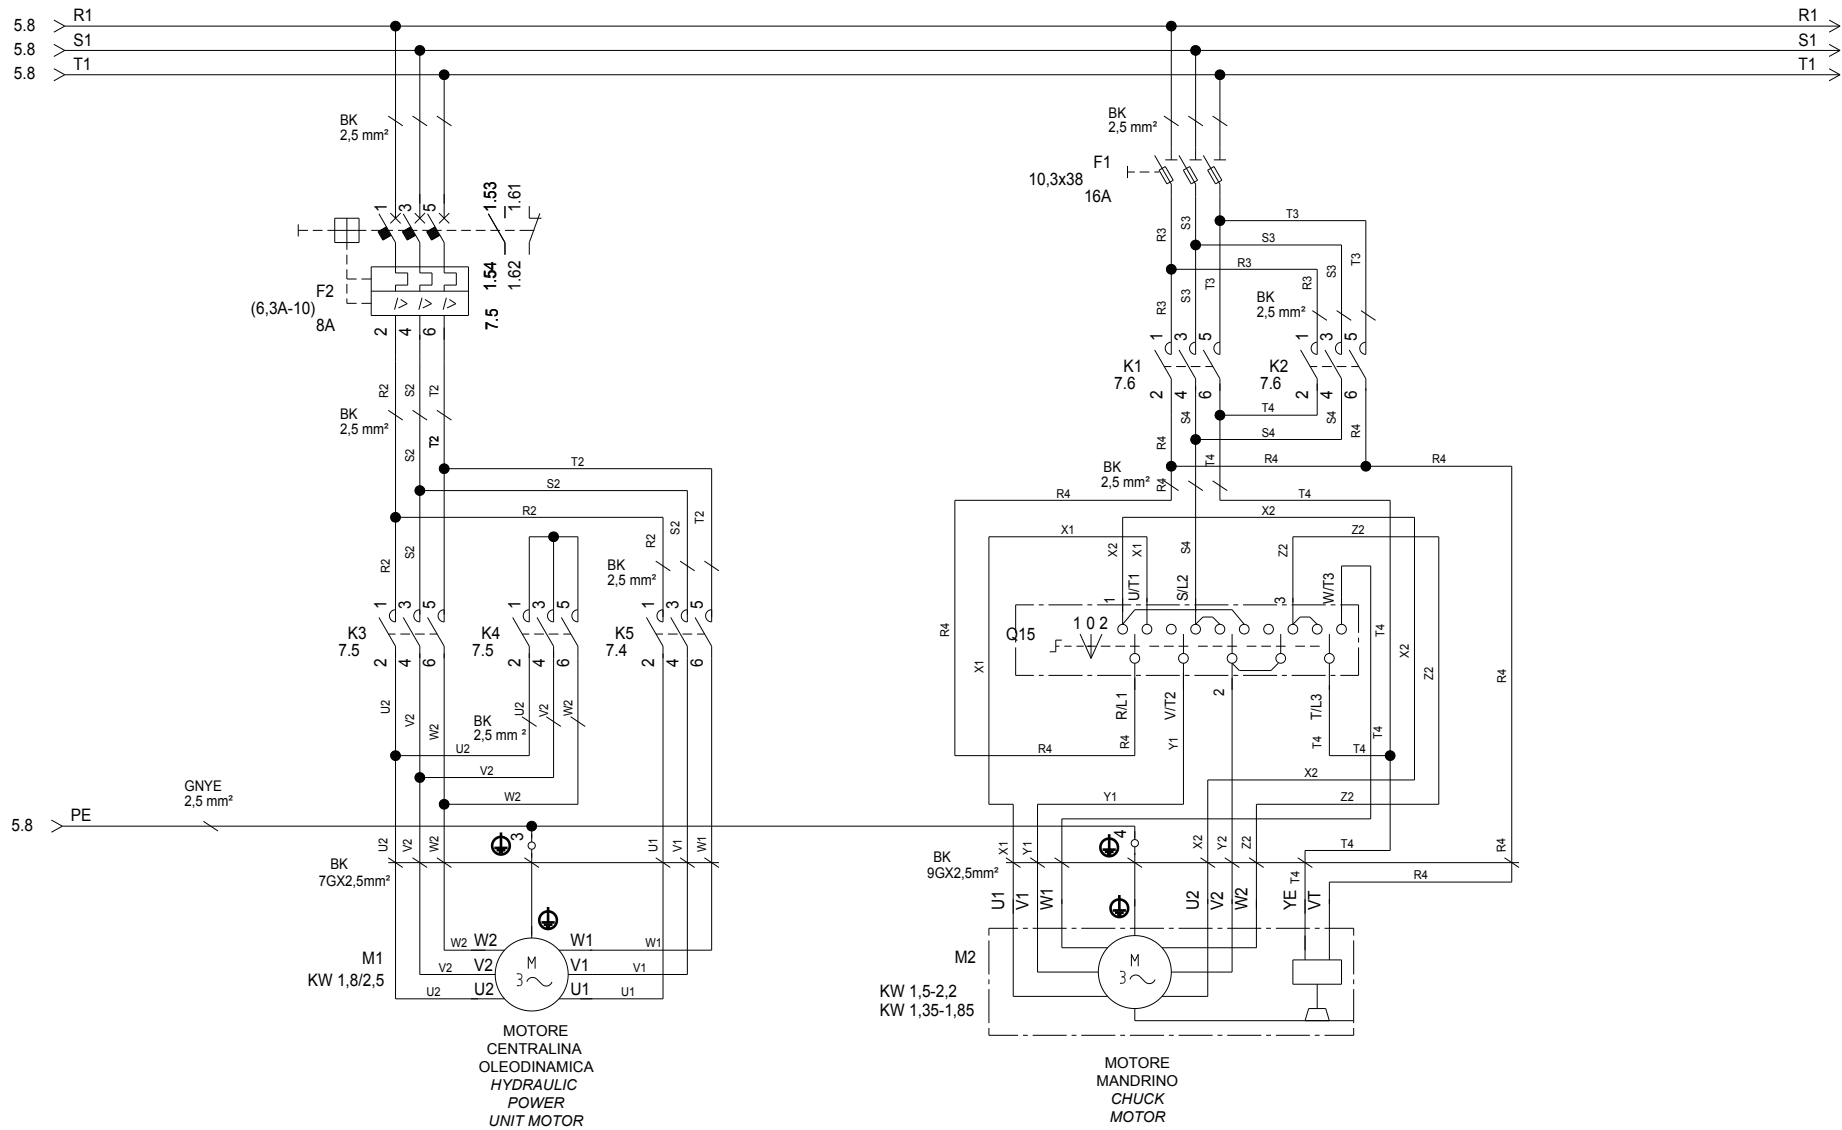 5.8 R1 R1
5.8 S1 S1
5.8 T1 T1
BK
2,5 mm²
1 3 5
1.53 1.61
1.54 1.62
7.5
F2
(6,3A-10)
8A
2 4 6
R2 S2 T2
BK
2,5 mm²
S2 T2
T2
S2
R2
R2 S2
R2 S2 T2
BK
2,5 mm²
1 3 5
K3
7.5
2 4 6
1 3 5
K4
7.5
2 4 6
1 3 5
K5
7.4
2 4 6
U2 V2 W2
BK
2,5 mm²
U2 V2 W2
U2
V2
W2
GNYE
2,5 mm²
5.8 PE
3
U2 V2 W2
U1 V1 W1
BK
7GX2,5mm²
M1
KW 1,8/2,5
W2 W2 W1 W1
V2 V2 V1 V1
U2 U2 U1 U1
M
3
MOTORE
CENTRALINA
OLEODINAMICA
HYDRAULIC
POWER
UNIT MOTOR
BK
2,5 mm²
F1
10,3x38
16A
R3 S3
T3
S3
R3
R3 S3 T3
R3 S3 T3
BK
2,5 mm²
1 3 5
K1
7.6
2 4 6
1 3 5
K2
7.6
2 4 6
R4 S4
T4
S4
S4 R4
T4
R4
R4
BK
2,5 mm²
R4
R4
T4
X2
X1
Z2
X2 X1 S4 Z2
1 U/T1 S/L2 3 W/T3
Q15
1 0 2
R4 X1
T4 X2 Z2 R4
R/L1 V/T2 2 T/L3
R4 Y1 T4 T4
R4
T4
X2
Y1
Z2
4
X1 Y1
X2 Y2 Z2
T4
R4
BK
9GX2,5mm²
T4
R4
U1 V1 W1
U2 V2 W2
YE VT
M2
KW 1,5-2,2
KW 1,35-1,85
M
3
MOTORE
MANDRINO
CHUCK
MOTOR